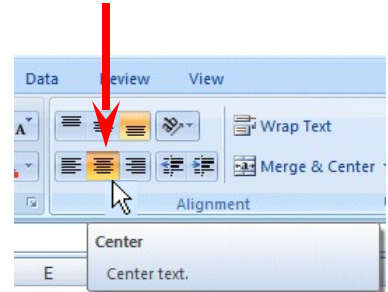 Data Review View
A Wrap Text
Merge & Center
Alignment
Center
E Center text.